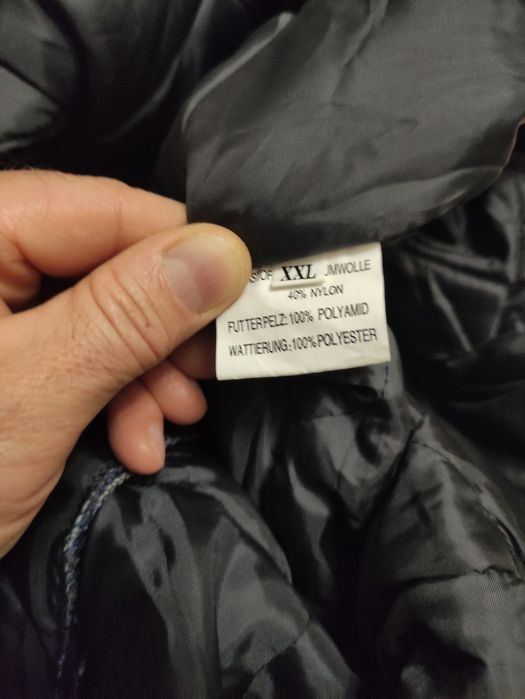 XXL
40% NYLON
FUTTERPELZ:100% POLYAMID
WATTIERUNG:100%POLYESTER